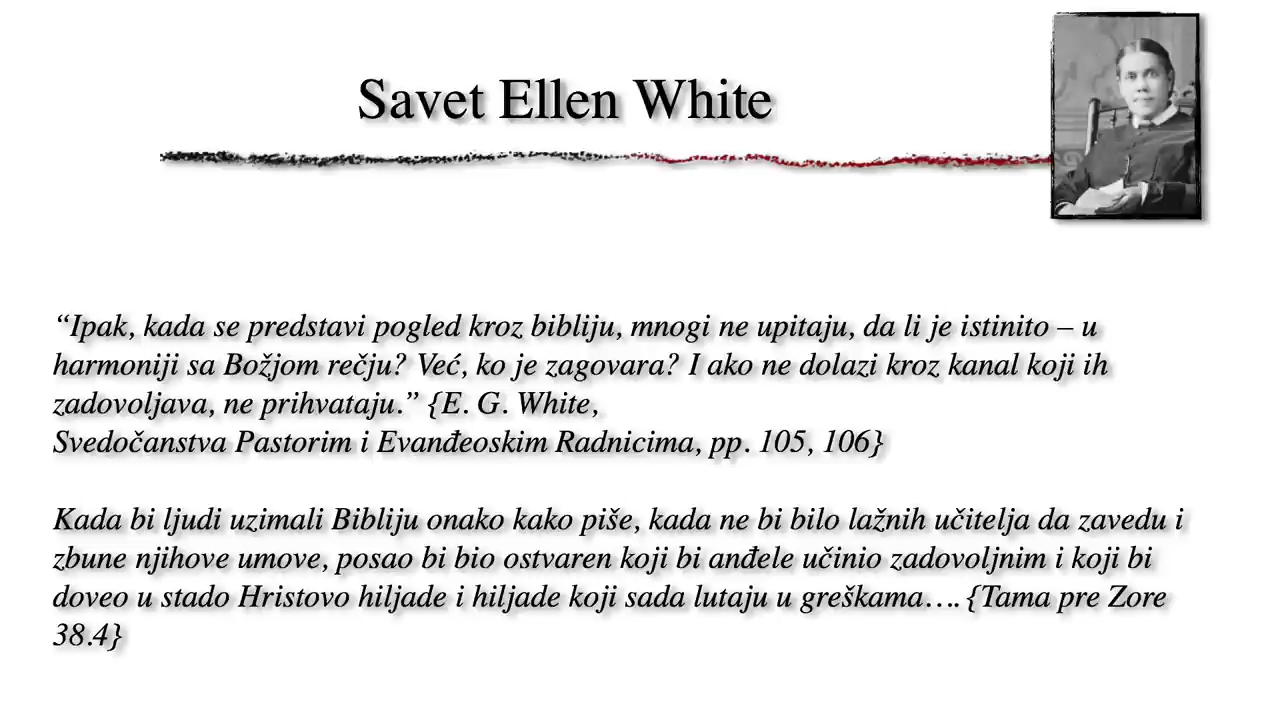 Savet Ellen White
“Ipak, kada se predstavi pogled kroz bibliju, mnogi ne upitaju, da li je istinito – u
harmoniji sa Božjom rečju? Već, ko je zagovara? I ako ne dolazi kroz kanal koji ih
zadovoljava, ne prihvataju.” {E. G. White,
Svedočanstva Pastorim i Evanđeoskim Radnicima, pp. 105, 106}
Kada bi ljudi uzimali Bibliju onako kako piše, kada ne bi bilo lažnih učitelja da zavedu i
zbune njihove umove, posao bi bio ostvaren koji bi anđele učinio zadovoljnim i koji bi
doveo u stado Hristovo hiljade i hiljade koji sada lutaju u greškama…. {Tama pre Zore
38.4}